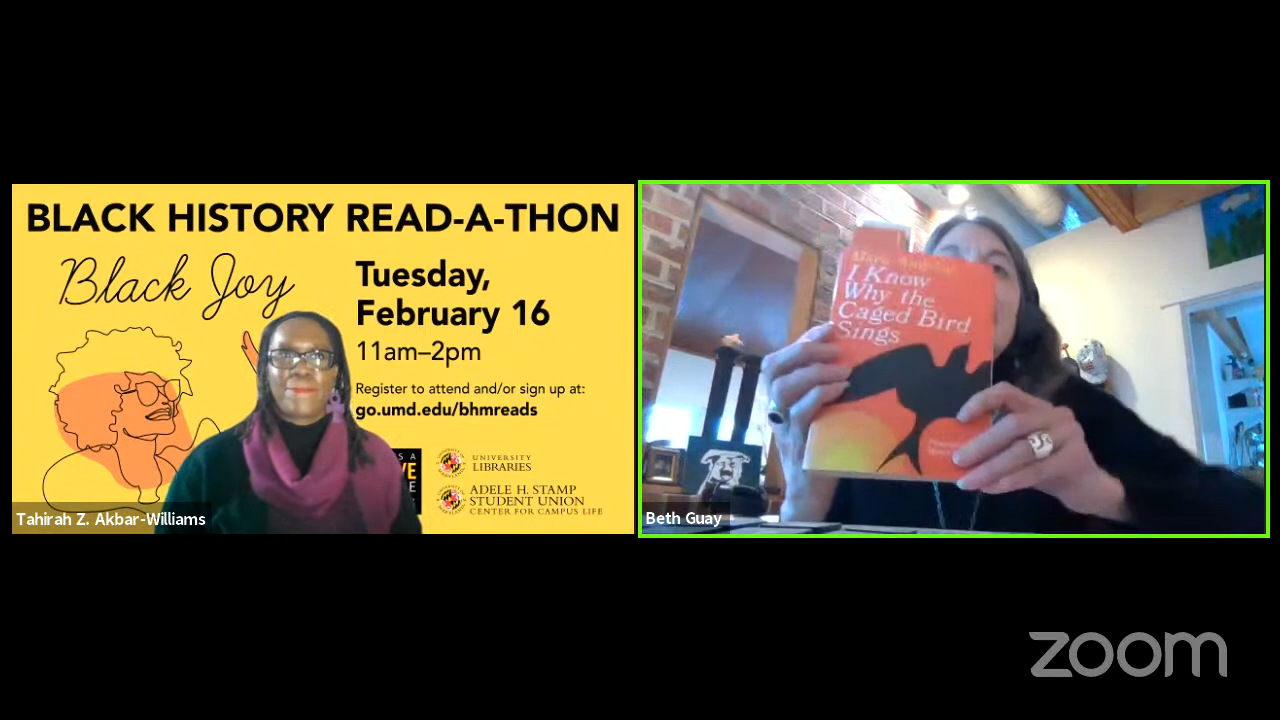 BLACK HISTORY READ-A-THON
Black Joy
Tuesday,
February 16
11am–2pm
Register to attend and/or sign up at:
go.umd.edu/bhmreads
UNIVERSITY
LIBRARIES
ADELE H. STAMP
STUDENT UNION
CENTER FOR CAMPUS LIFE
Tahirah Z. Akbar-Williams
I Know
Why the
Caged Bird
Sings
Beth Guay
zoom